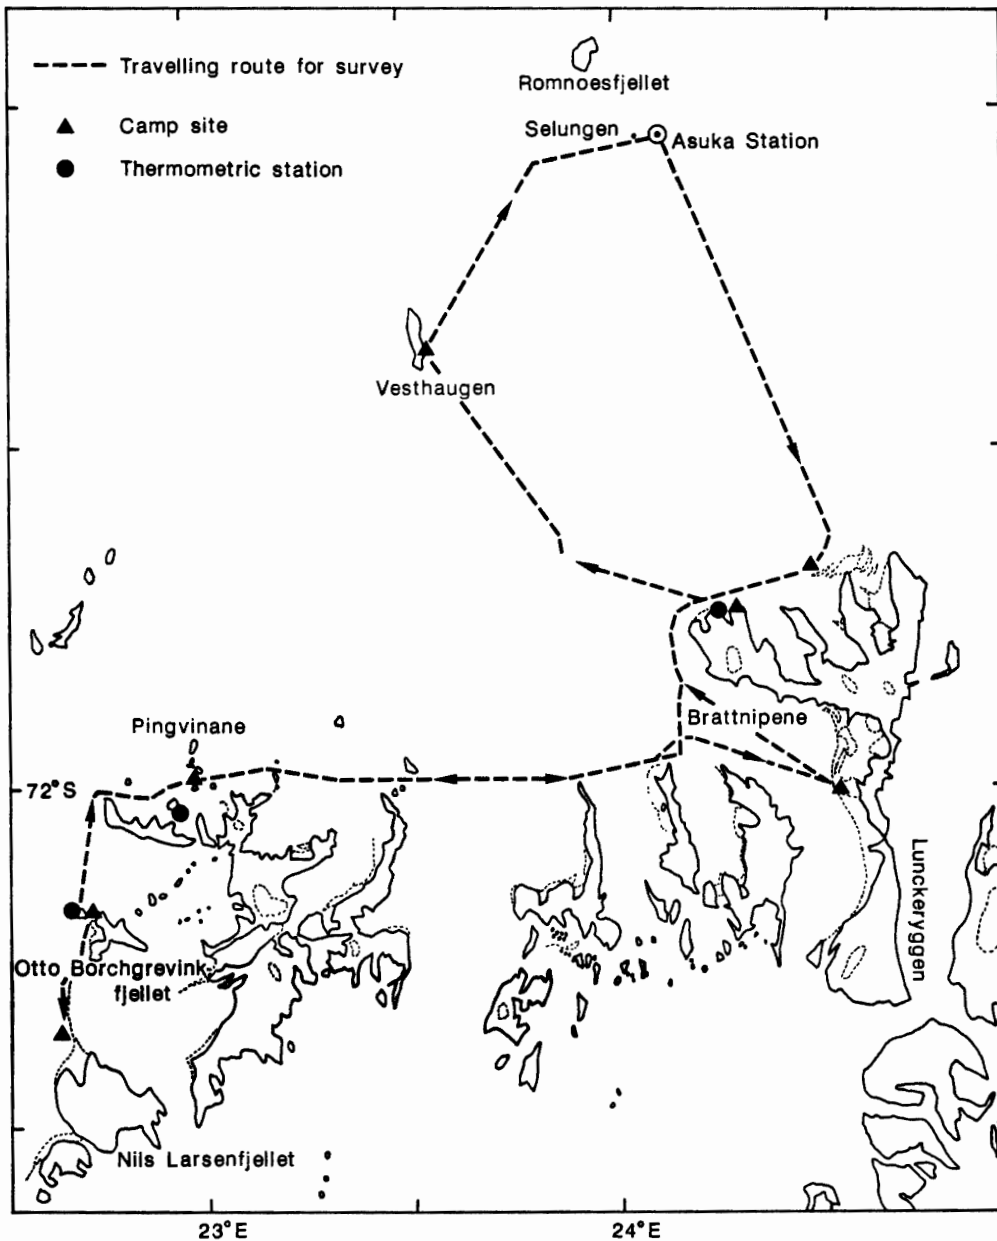 Travelling route for survey
Camp site
Thermometric station
Romnoesfjellet
Selungen
Asuka Station
Vesthaugen
Pingvinane
Brattnipene
72°S
Lunckeryggen
Otto Borchgrevink-
fjellet
Nils Larsenfjellet
23°E
24°E